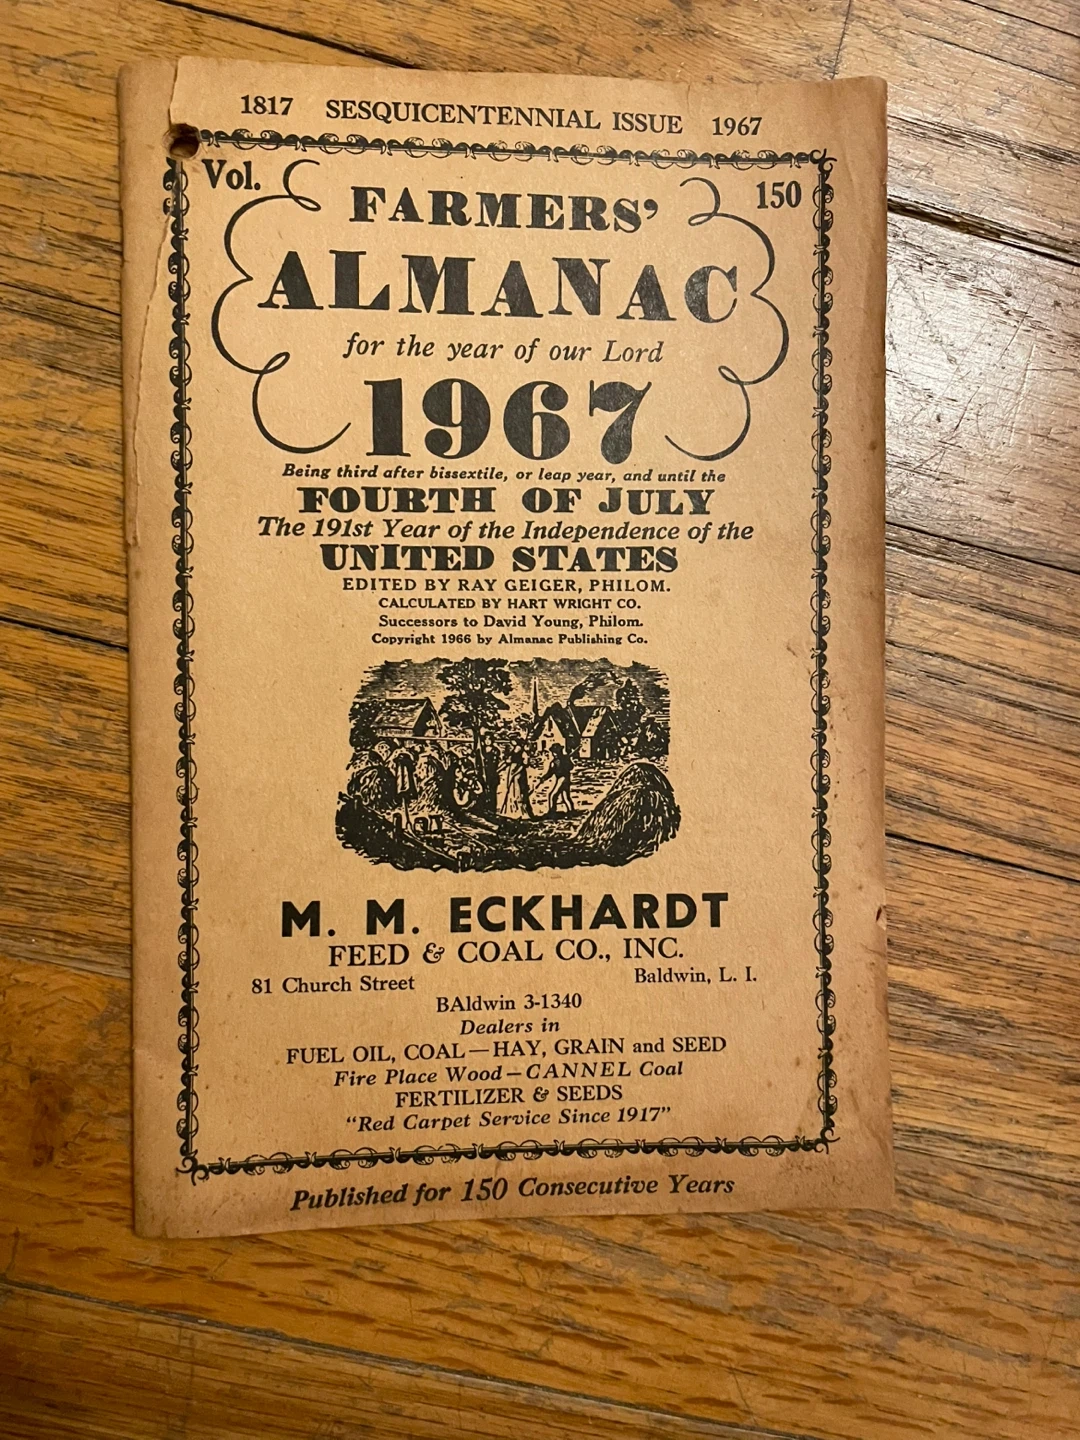 1817 SESQUICENTENNIAL ISSUE 1967
Vol. 150
FARMERS'
ALMANAC
for the year of our Lord
1967
Being third after bissextile, or leap year, and until the
FOURTH OF JULY
The 191st Year of the Independence of the
UNITED STATES
EDITED BY RAY GEIGER, PHILOM.
CALCULATED BY HART WRIGHT CO.
Successors to David Young, Philom.
Copyright 1966 by Almanac Publishing Co.
M. M. ECKHARDT
FEED & COAL CO., INC.
81 Church Street Baldwin, L. I.
BAldwin 3-1340
Dealers in
FUEL OIL, COAL—HAY, GRAIN and SEED
Fire Place Wood—CANNEL Coal
FERTILIZER & SEEDS
"Red Carpet Service Since 1917"
Published for 150 Consecutive Years